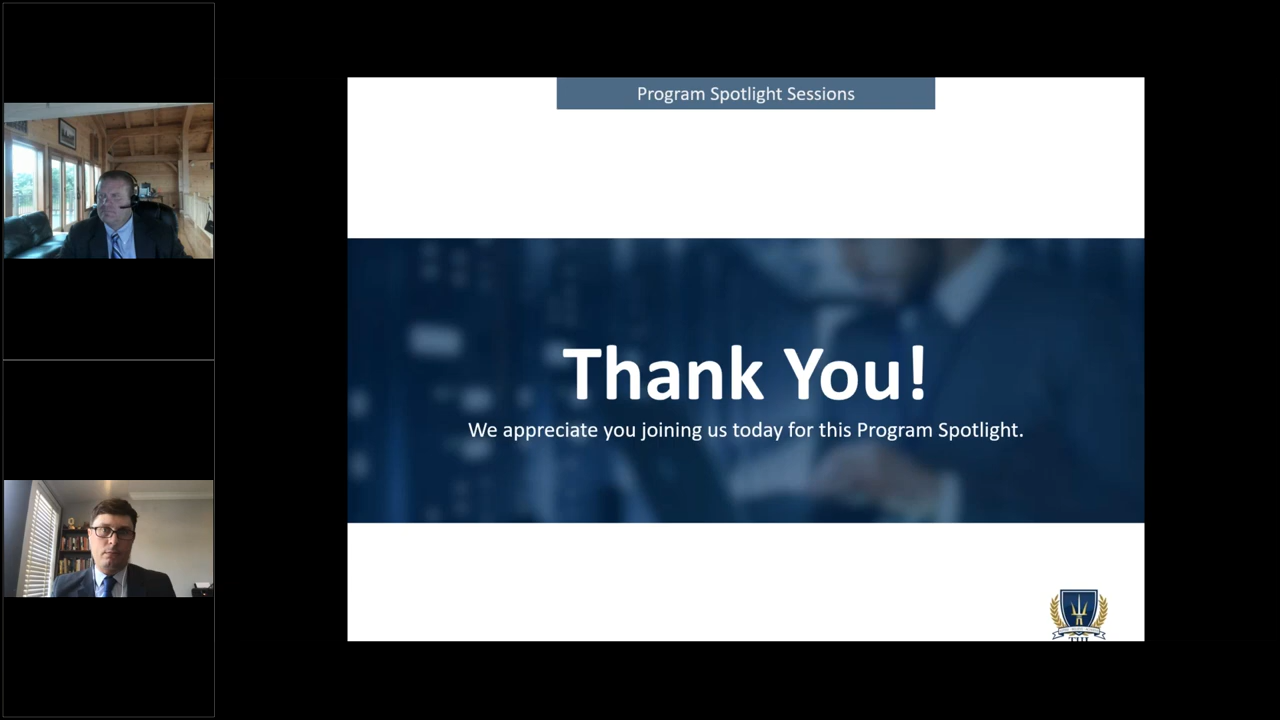 Program Spotlight Sessions
Thank You!
We appreciate you joining us today for this Program Spotlight.